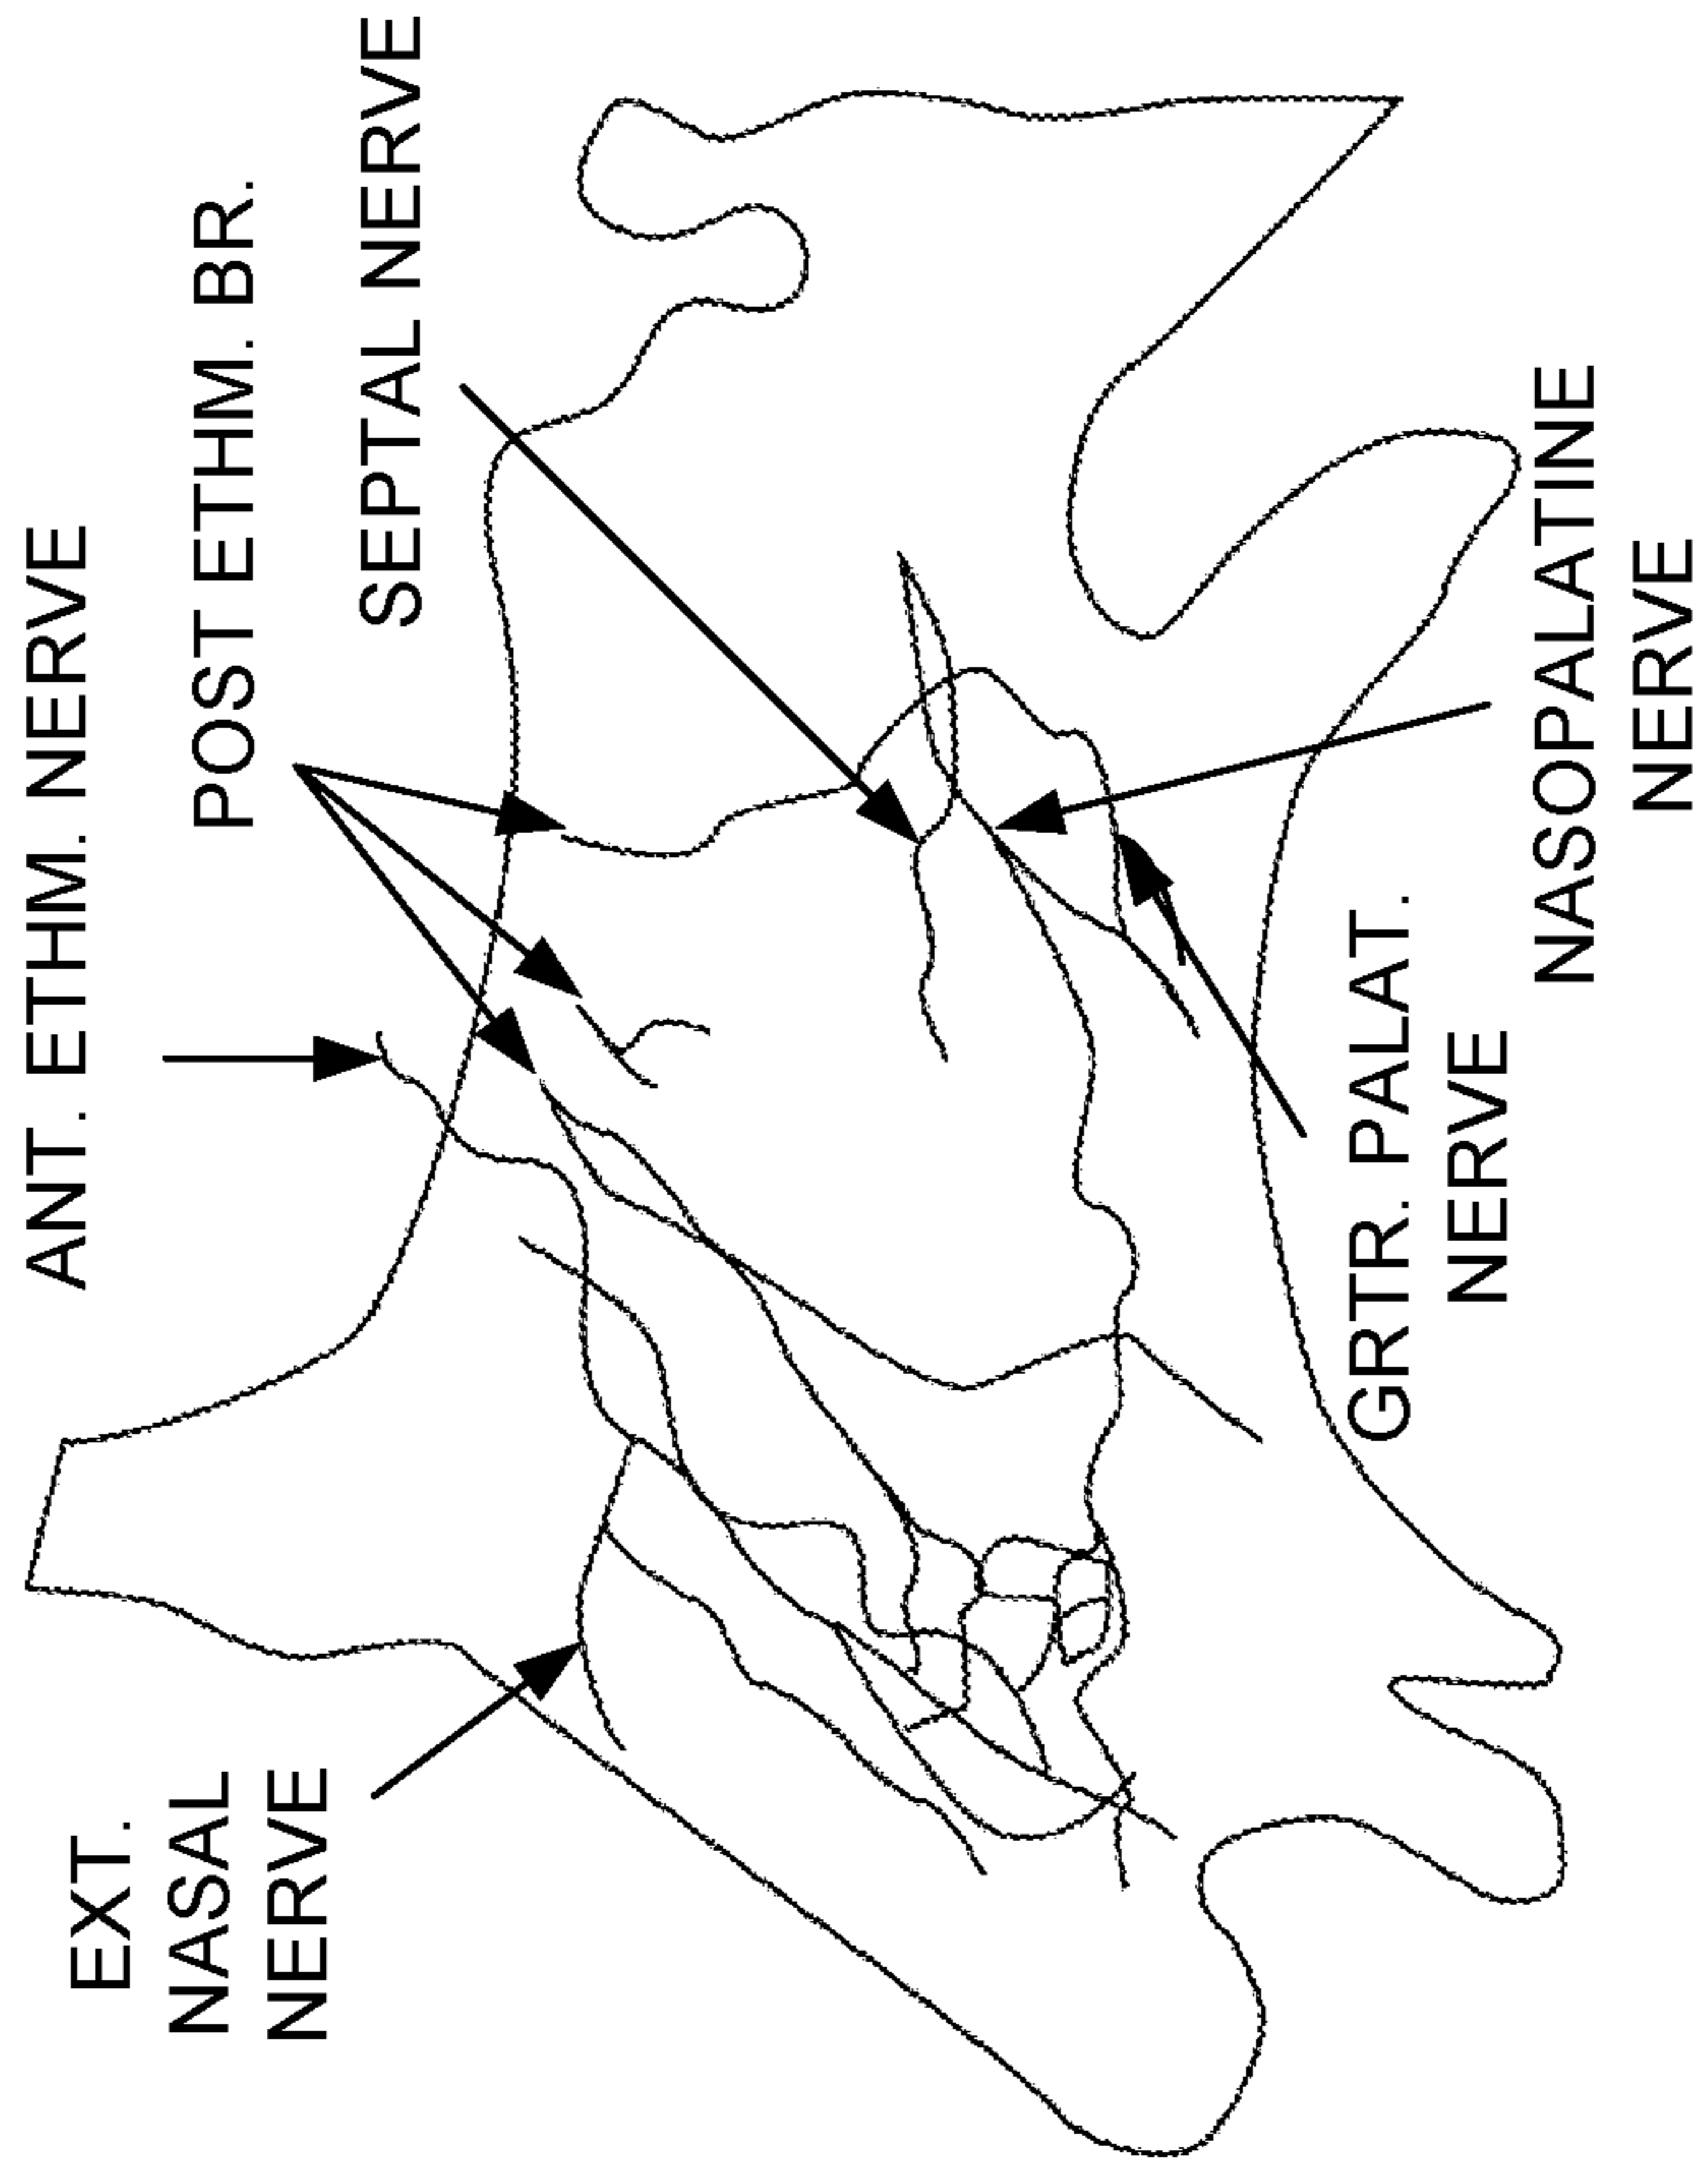 ANT. ETHM. NERVE
POST ETHM. BR.
SEPTAL NERVE
EXT.
NASAL
NERVE
GRTR. PALAT.
NERVE
NASOPALATINE
NERVE